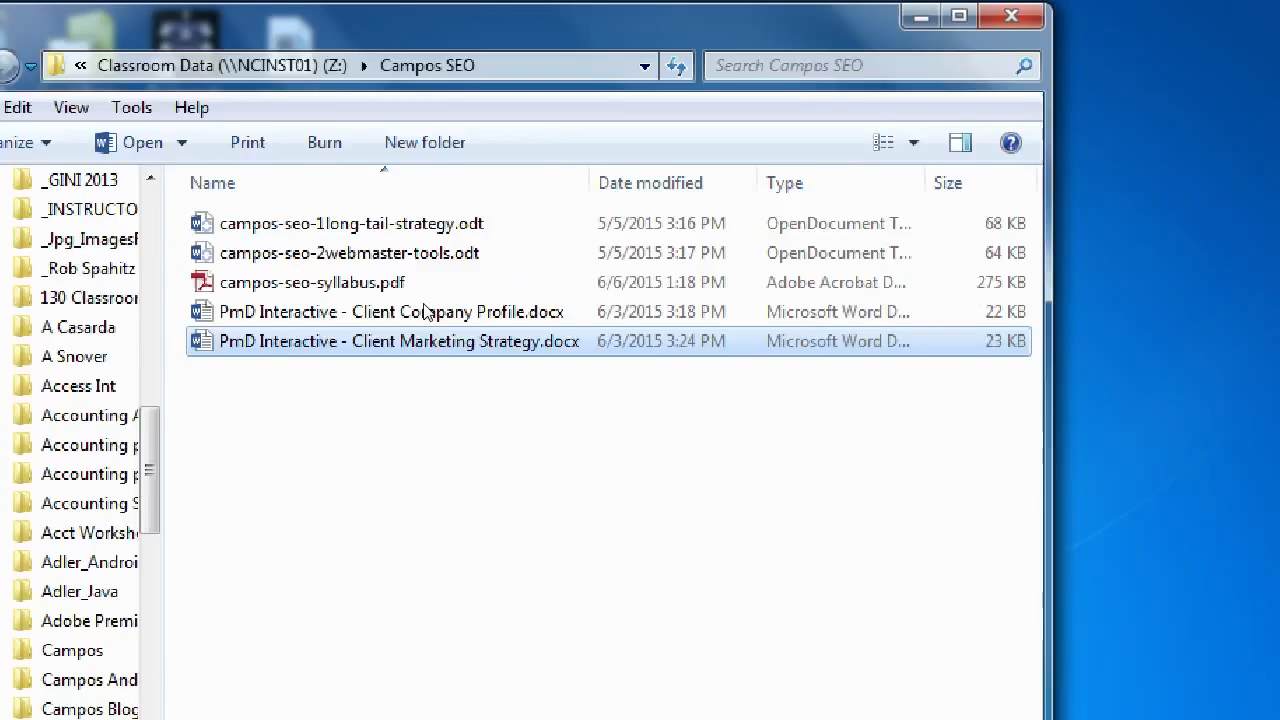 « Classroom Data (\\NCINST01) (Z:) Campos SEO Search Campos SEO
Edit View Tools Help
anize Open Print Burn New folder
Name Date modified Type Size
campos-seo-1long-tail-strategy.odt 5/5/2015 3:16 PM OpenDocument T... 68 KB
campos-seo-2webmaster-tools.odt 5/5/2015 3:17 PM OpenDocument T... 64 KB
campos-seo-syllabus.pdf 6/6/2015 1:18 PM Adobe Acrobat D... 275 KB
PmD Interactive - Client Company Profile.docx 6/3/2015 3:18 PM Microsoft Word D... 22 KB
PmD Interactive - Client Marketing Strategy.docx 6/3/2015 3:24 PM Microsoft Word D... 23 KB
_GINI 2013
_INSTRUCTO
_Jpg_ImagesF
_Rob Spahitz
130 Classroor
A Casarda
A Snover
Access Int
Accounting A
Accounting p
Accounting p
Accounting S
Acct Worksh
Adler_Androi
Adler_Java
Adobe Premi
Campos
Campos And
Campos Blog